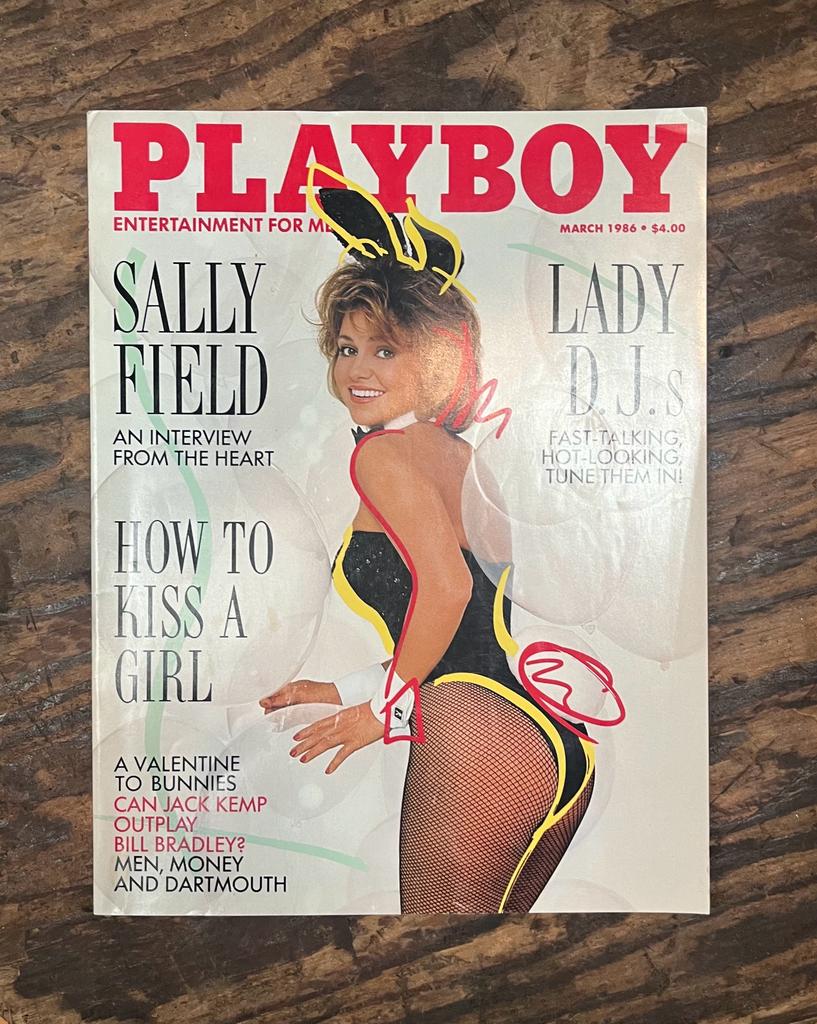 PLAYBOY
ENTERTAINMENT FOR ME
MARCH 1986 • $4.00
SALLY
FIELD
AN INTERVIEW
FROM THE HEART
HOW TO
KISS A
GIRL
A VALENTINE
TO BUNNIES
CAN JACK KEMP
OUTPLAY
BILL BRADLEY?
MEN, MONEY
AND DARTMOUTH
LADY
D.J.s
FAST-TALKING,
HOT-LOOKING,
TUNE THEM IN!